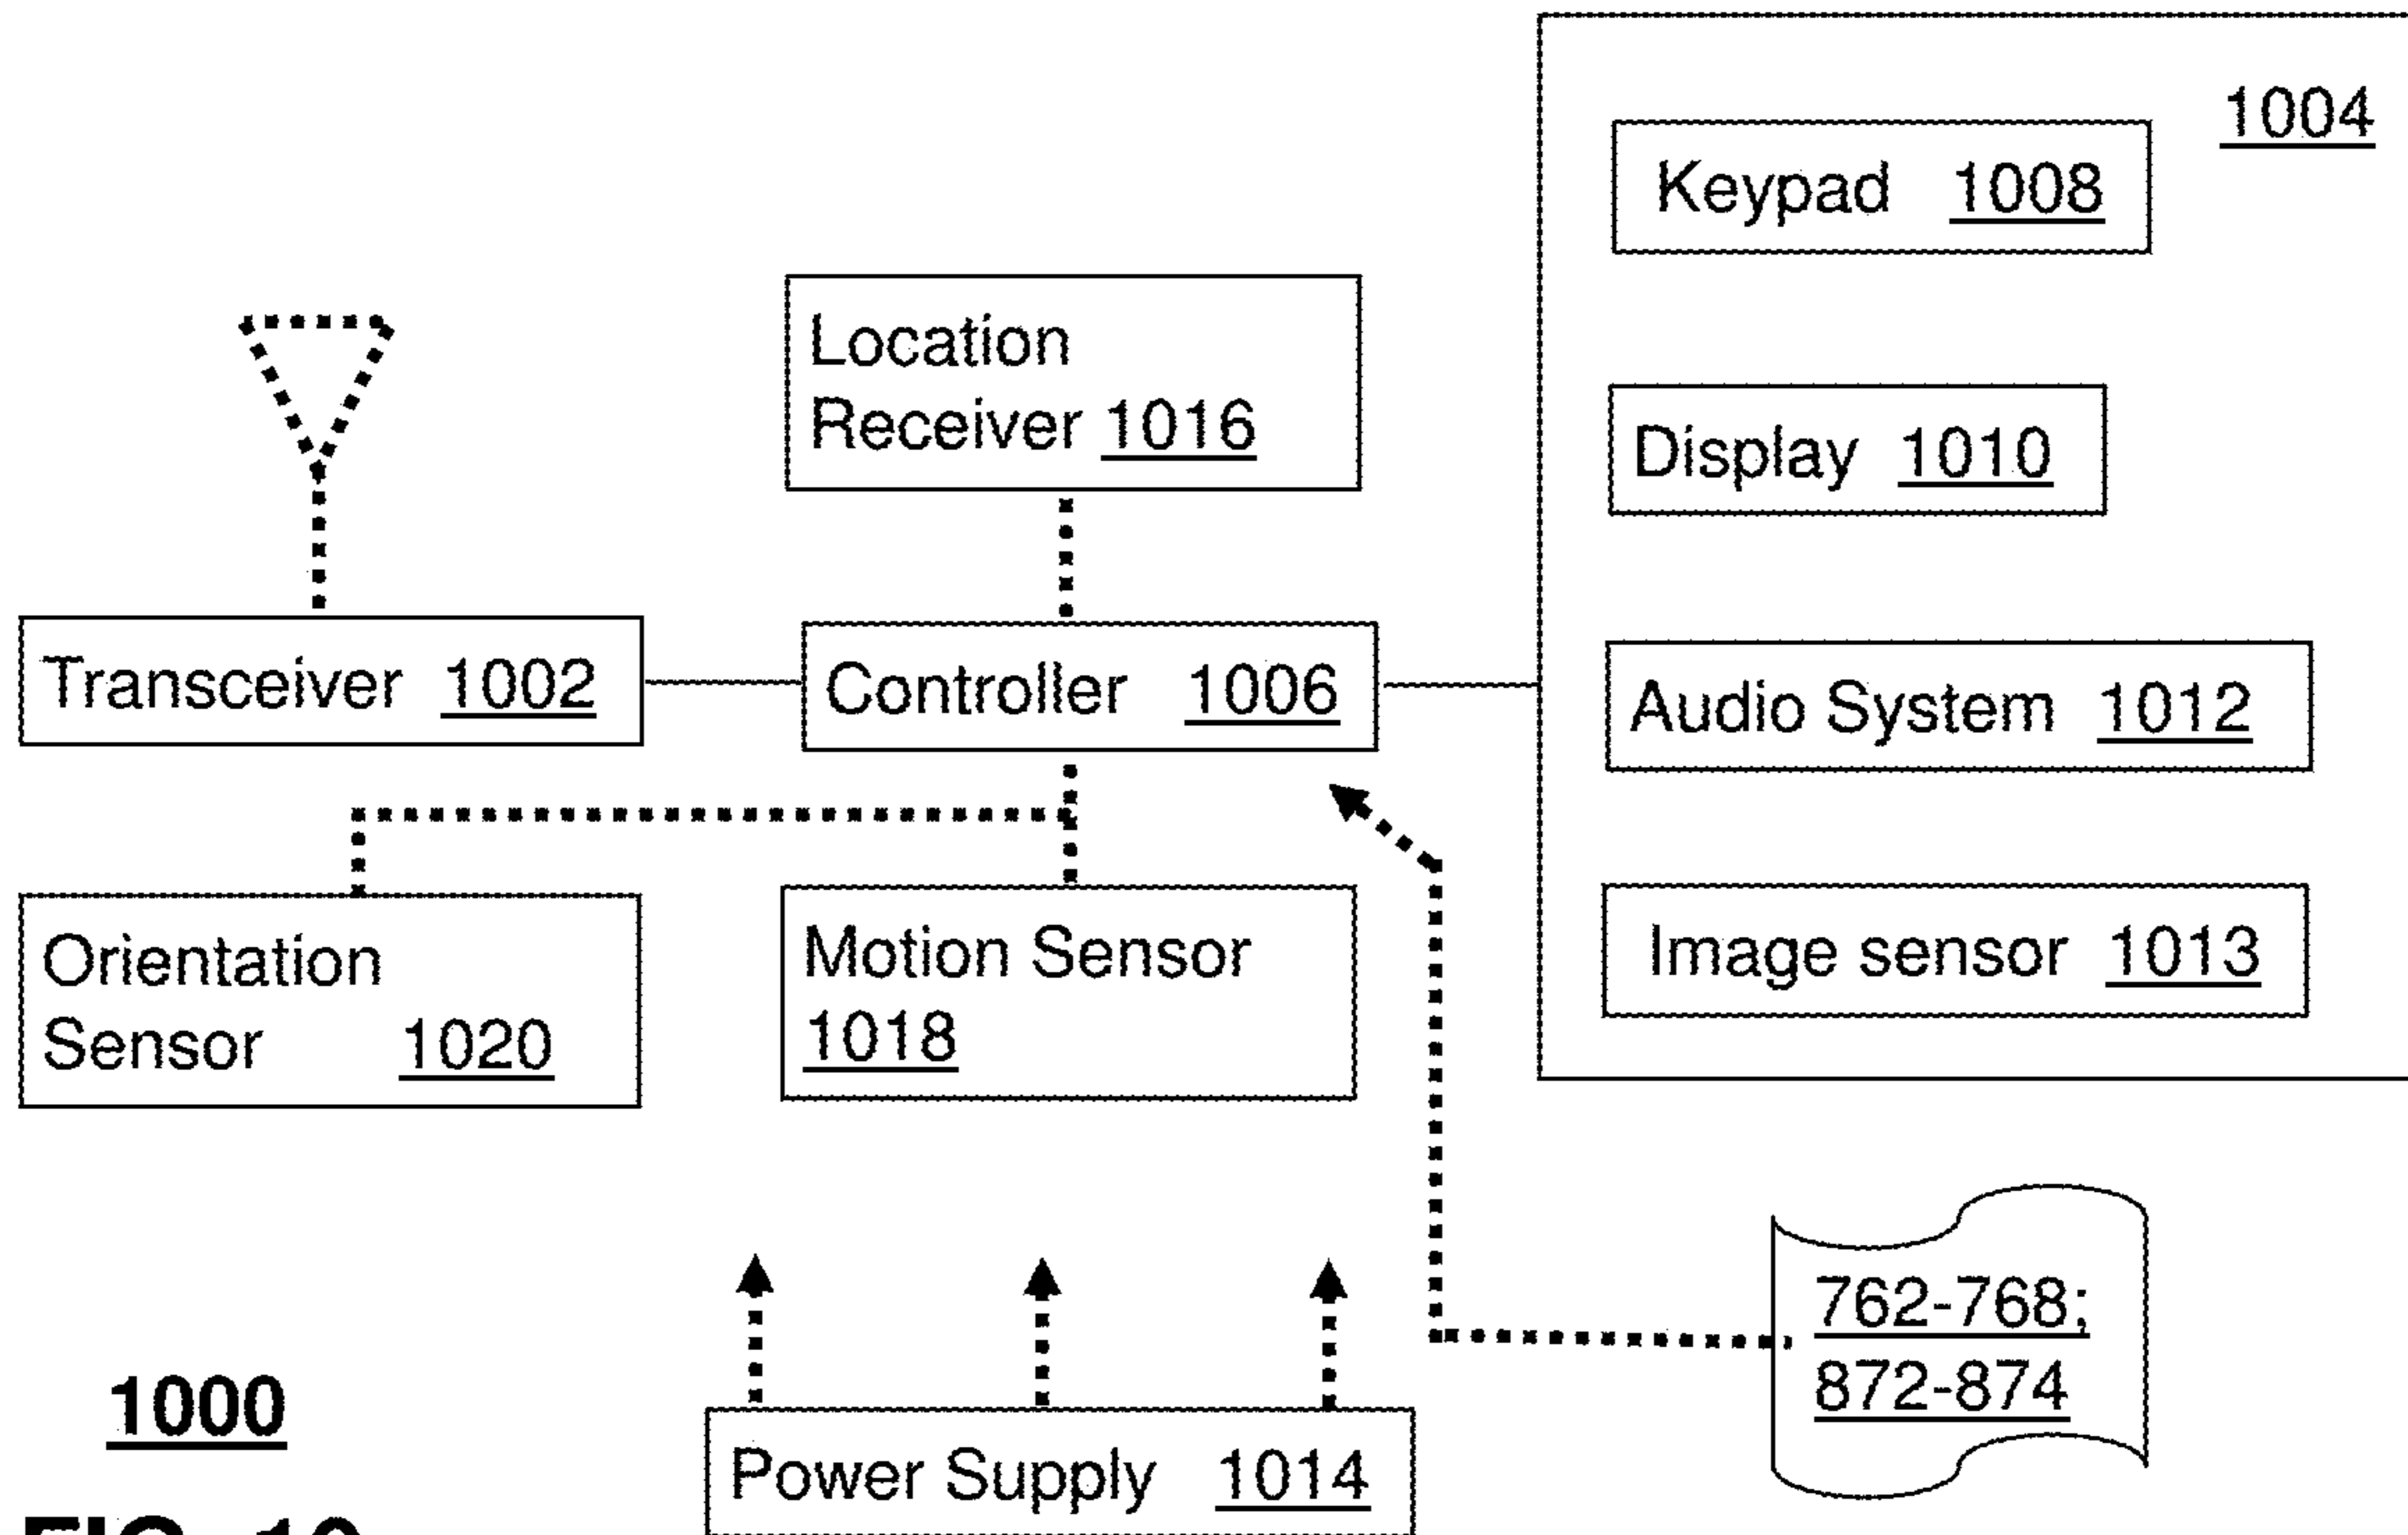 1004
Keypad 1008
Location
Receiver 1016
Display 1010
Transceiver 1002
Controller 1006
Audio System 1012
Orientation
Sensor 1020
Motion Sensor
1018
Image sensor 1013
762-768;
872-874
1000
Power Supply 1014